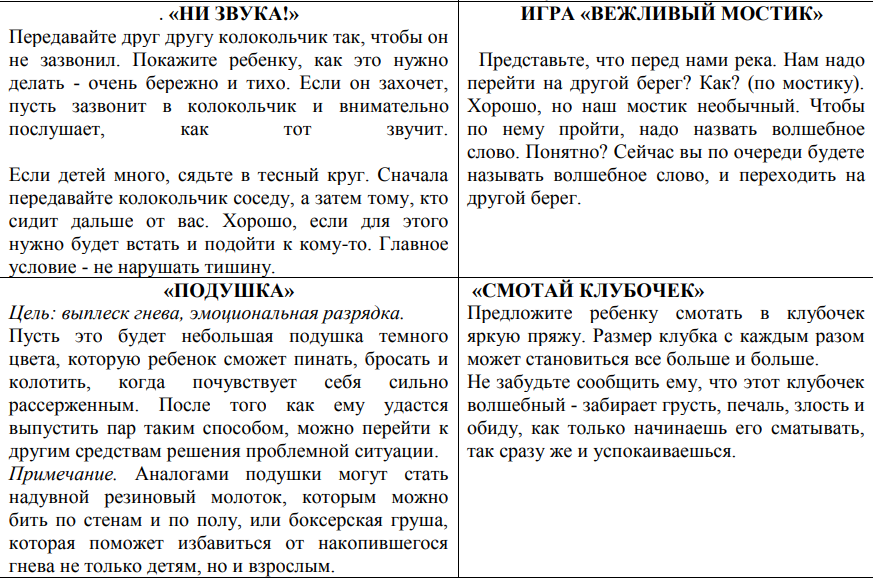 . «НИ ЗВУКА!»
Передавайте друг другу колокольчик так, чтобы он
не зазвонил. Покажите ребенку, как это нужно
делать - очень бережно и тихо. Если он захочет,
пусть зазвонит в колокольчик и внимательно
послушает, как тот звучит.
Если детей много, сядьте в тесный круг. Сначала
передавайте колокольчик соседу, а затем тому, кто
сидит дальше от вас. Хорошо, если для этого
нужно будет встать и подойти к кому-то. Главное
условие - не нарушать тишину.
ИГРА «ВЕЖЛИВЫЙ МОСТИК»
Представьте, что перед нами река. Нам надо
перейти на другой берег? Как? (по мостику).
Хорошо, но наш мостик необычный. Чтобы
по нему пройти, надо назвать волшебное
слово. Понятно? Сейчас вы по очереди будете
называть волшебное слово, и переходить на
другой берег.
«ПОДУШКА»
Цель: выплеск гнева, эмоциональная разрядка.
Пусть это будет небольшая подушка темного
цвета, которую ребенок сможет пинать, бросать и
колотить, когда почувствует себя сильно
рассерженным. После того как ему удастся
выпустить пар таким способом, можно перейти к
другим средствам решения проблемной ситуации.
Примечание. Аналогами подушки могут стать
надувной резиновый молоток, которым можно
бить по стенам и по полу, или боксерская груша,
которая поможет избавиться от накопившегося
гнева не только детям, но и взрослым.
«СМОТАЙ КЛУБОЧЕК»
Предложите ребенку смотать в клубочек
яркую пряжу. Размер клубка с каждым разом
может становиться все больше и больше.
Не забудьте сообщить ему, что этот клубочек
волшебный - забирает грусть, печаль, злость и
обиду, как только начинаешь его сматывать,
так сразу же и успокаиваешься.